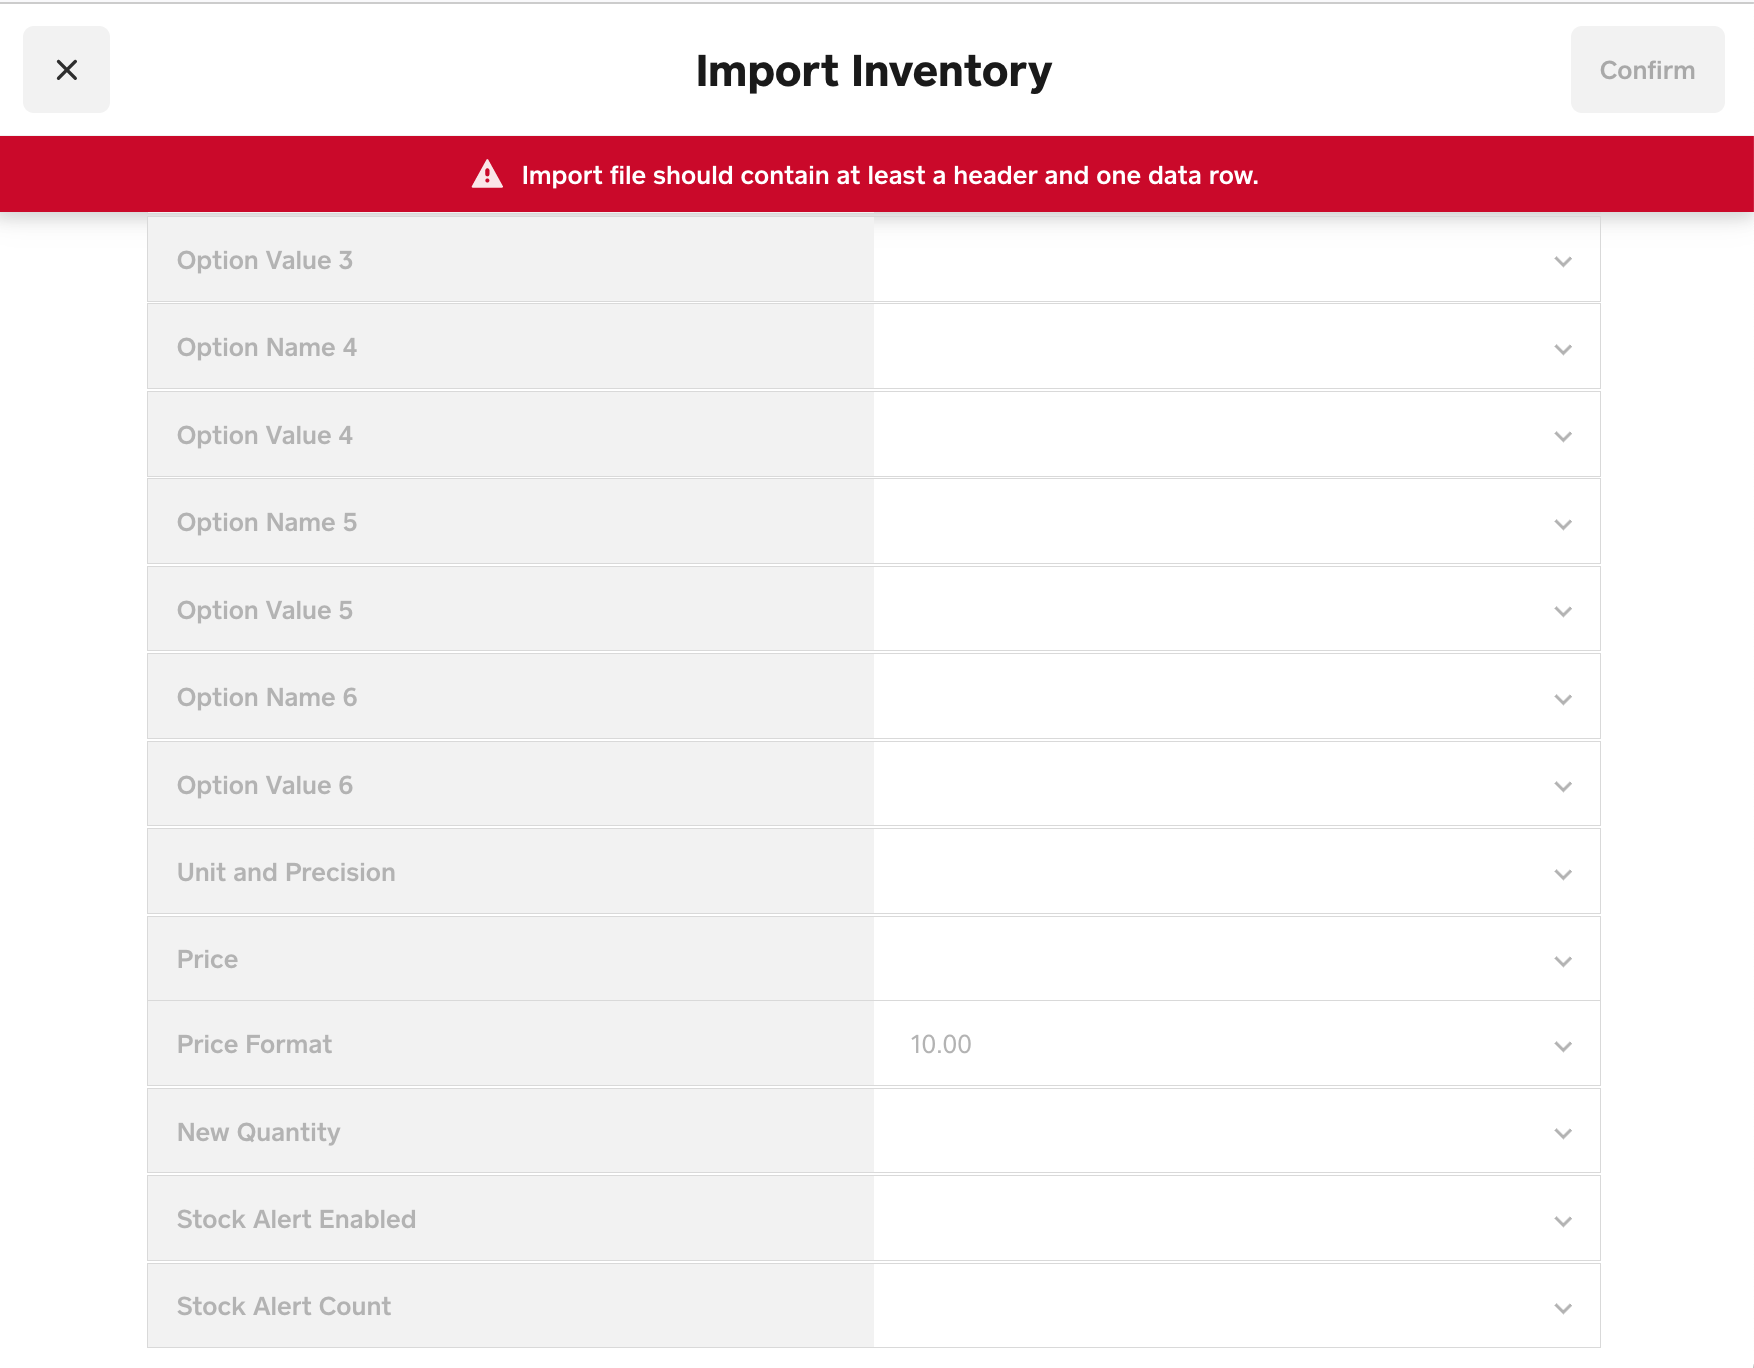 Import Inventory
Confirm
Import file should contain at least a header and one data row.
Option Value 3
Option Name 4
Option Value 4
Option Name 5
Option Value 5
Option Name 6
Option Value 6
Unit and Precision
Price
Price Format
10.00
New Quantity
Stock Alert Enabled
Stock Alert Count